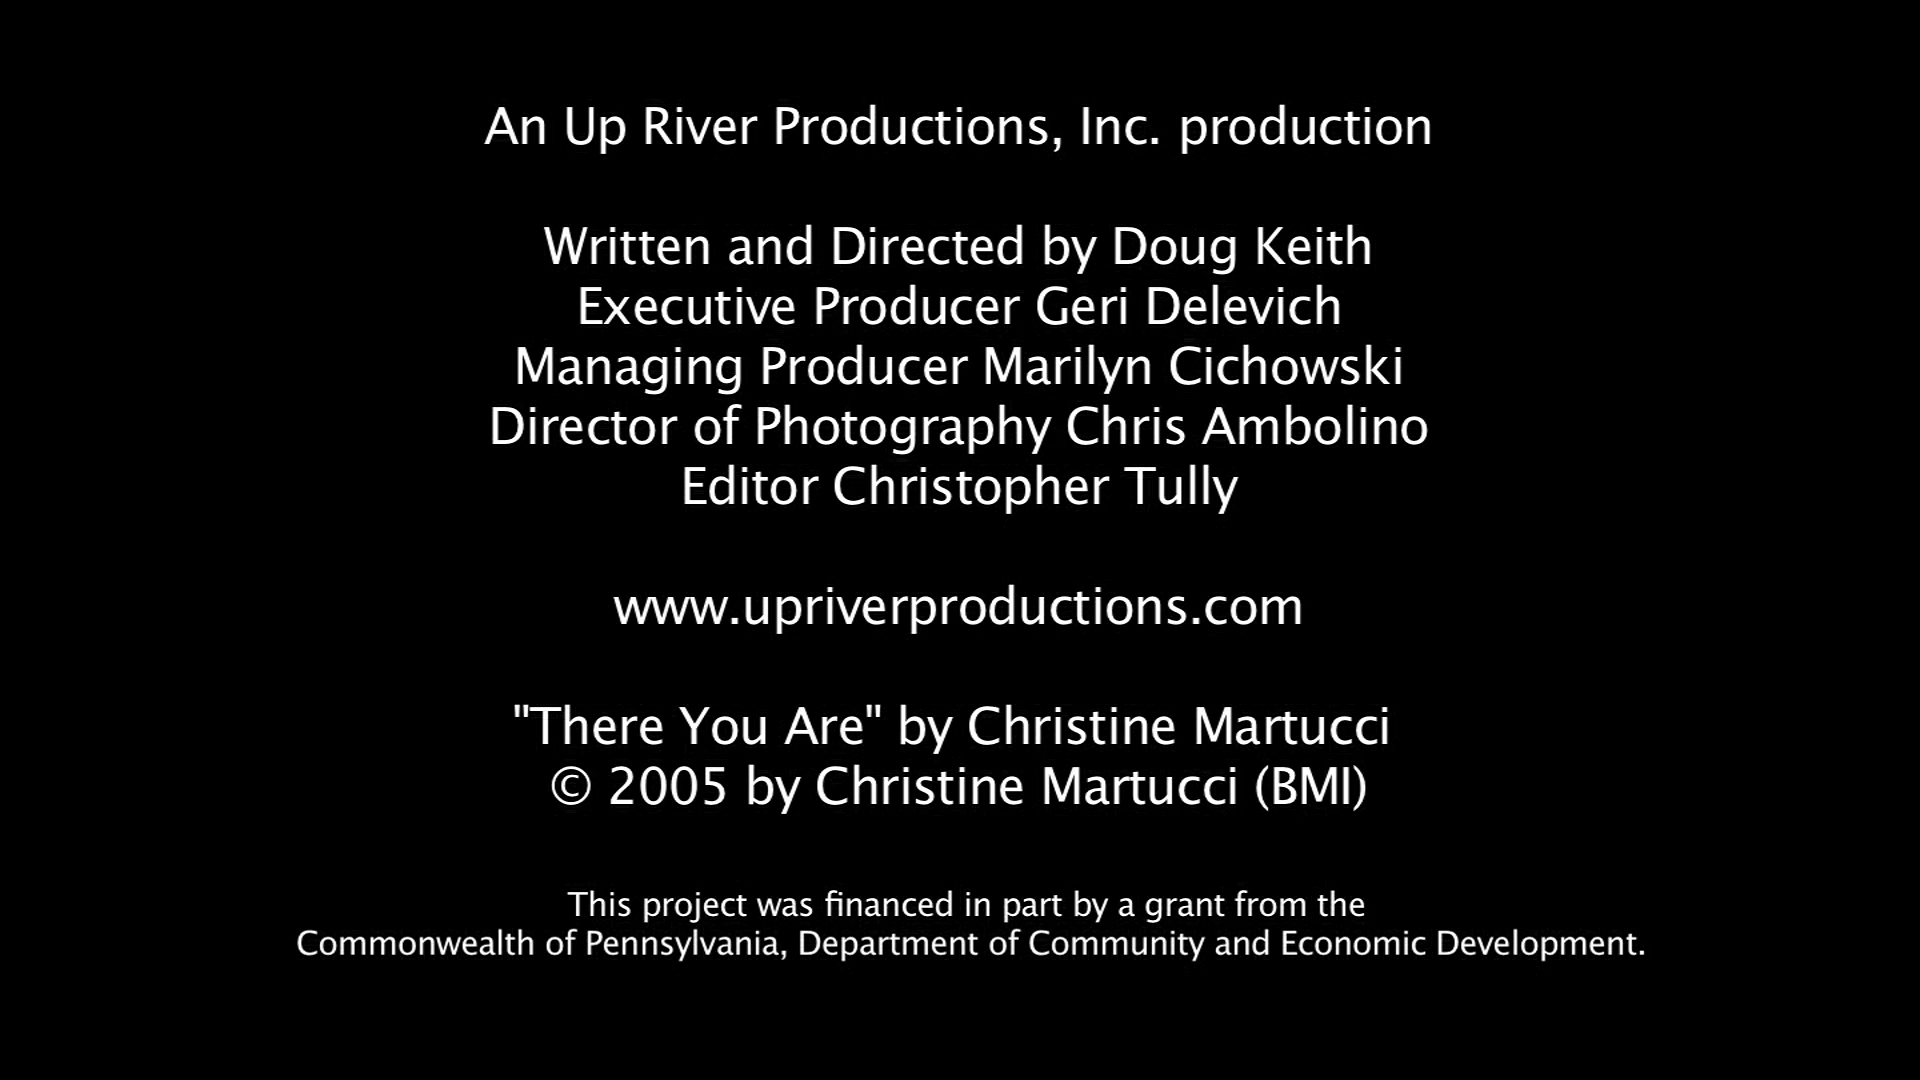 An Up River Productions, Inc. production
Written and Directed by Doug Keith
Executive Producer Geri Delevich
Managing Producer Marilyn Cichowski
Director of Photography Chris Ambolino
Editor Christopher Tully
www.upriverproductions.com
"There You Are" by Christine Martucci
© 2005 by Christine Martucci (BMI)
This project was financed in part by a grant from the
Commonwealth of Pennsylvania, Department of Community and Economic Development.